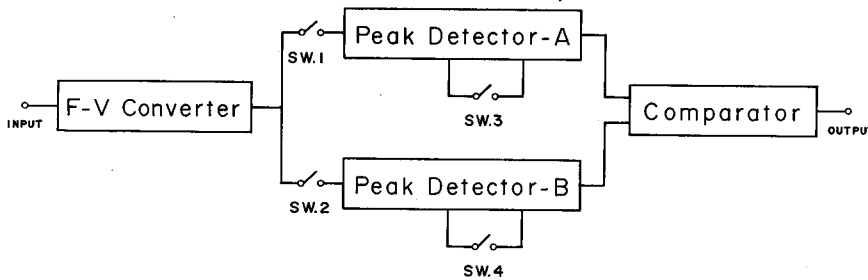 Peak Detector-A
SW.1
F-V Converter
SW.3
Comparator
INPUT
OUTPUT
Peak Detector-B
SW.2
SW.4